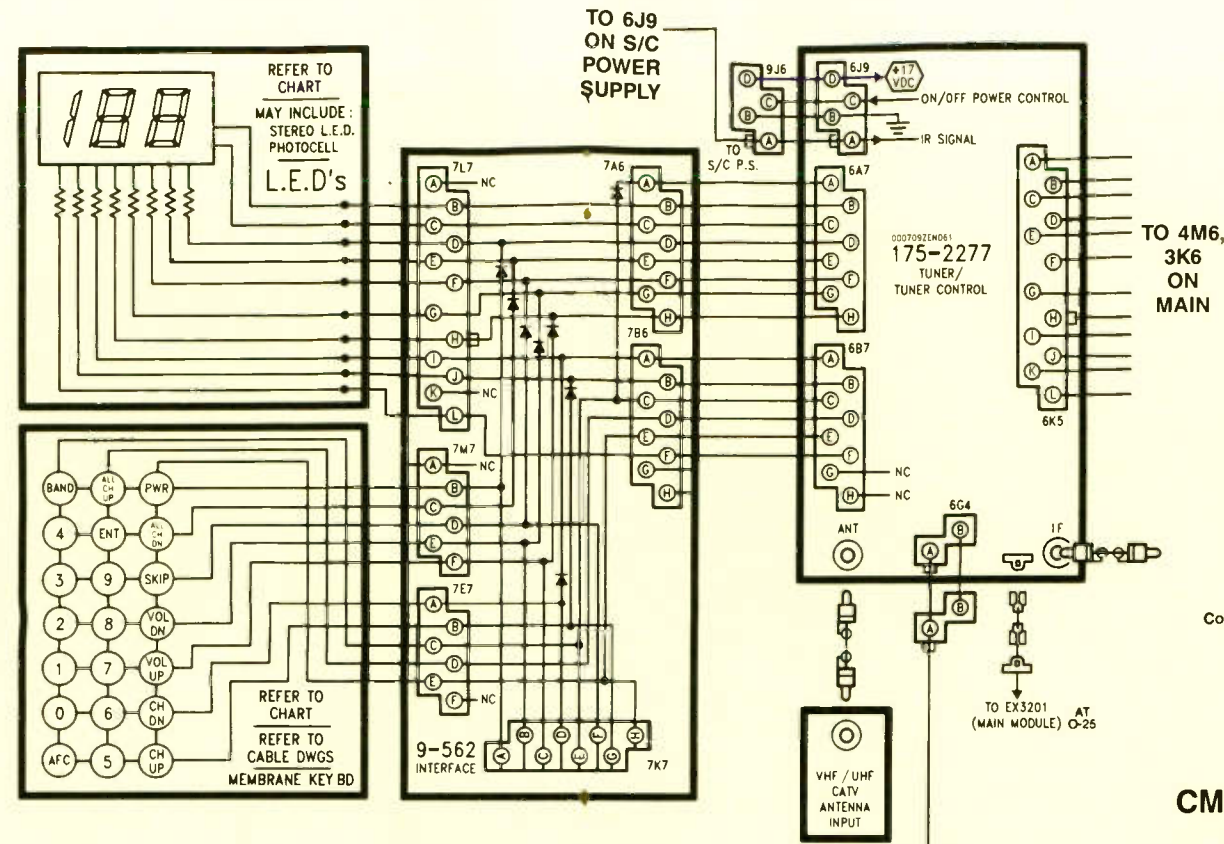 TO 6J9
ON S/C
POWER
SUPPLY
REFER TO
CHART
MAY INCLUDE :
STEREO L.E.D.
PHOTOCELL
L.E.D's
188
9J6
6J9
D
C
B
A
D
C
B
A
+17
VDC
ON/OFF POWER CONTROL
IR SIGNAL
TO
S/C P.S.
7L7
A
NC
B
C
D
E
F
G
H
I
J
K
NC
L
7A6
A
B
C
D
E
F
G
H
7B6
A
B
C
D
E
F
G
H
6A7
A
B
C
D
E
F
G
H
000709ZEND61
175-2277
TUNER/
TUNER CONTROL
6B7
A
B
C
D
E
F
G
NC
H
NC
A
B
C
D
E
F
G
H
I
J
K
L
6K5
TO 4M6,
3K6
ON
MAIN
7M7
A
NC
B
C
D
E
F
7E7
A
B
C
D
E
F
NC
9-562
INTERFACE
A
B
C
D
E
F
G
H
7K7
BAND
ALL
CH
UP
PWR
4
ENT
ALL
CH
DN
3
9
SKIP
2
8
VOL
DN
1
7
VOL
UP
0
6
CH
DN
AFC
5
CH
UP
REFER TO
CHART
REFER TO
CABLE DWGS
MEMBRANE KEY BD
ANT
6G4
B
A
B
A
IF
TO EX3201
(MAIN MODULE)
AT
O-25
VHF / UHF
CATV
ANTENNA
INPUT
Co
CM